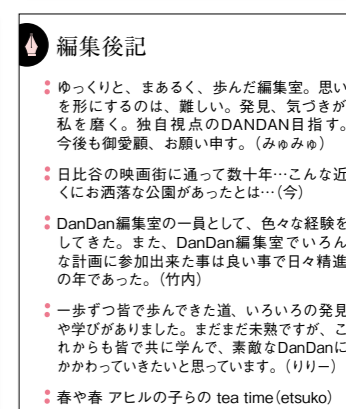 編集後記
ゆっくりと、まあるく、歩んだ編集室。思い
を形にするのは、難しい。発見、気づきが
私を磨く。独自視点のDANDAN目指す。
今後も御愛顧、お願い申す。（みゅみゅ）
日比谷の映画街に通って数十年…こんな近
くにお洒落な公園があったとは…（今）
DanDan編集室の一員として、色々な経験を
してきた。また、DanDan編集室でいろん
な計画に参加出来た事は良い事で日々精進
の年であった。（竹内）
一歩ずつ皆で歩んできた道、いろいろの発見
や学びがありました。まだまだ未熟ですが、こ
れからも皆で共に学んで、素敵なDanDanに
かかわっていきたいと思っています。（りりー）
春や春 アヒルの子らの tea time（etsuko）